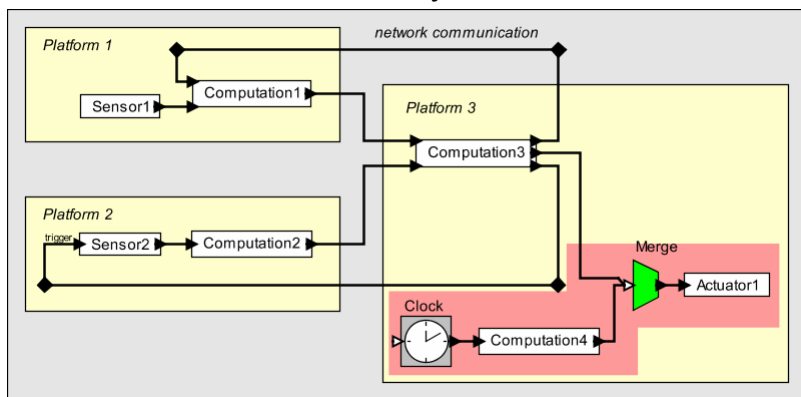 network communication
Platform 1
Sensor1
Computation1
Platform 3
Computation3
Platform 2
trigger
Sensor2
Computation2
Merge
Actuator1
Clock
Computation4